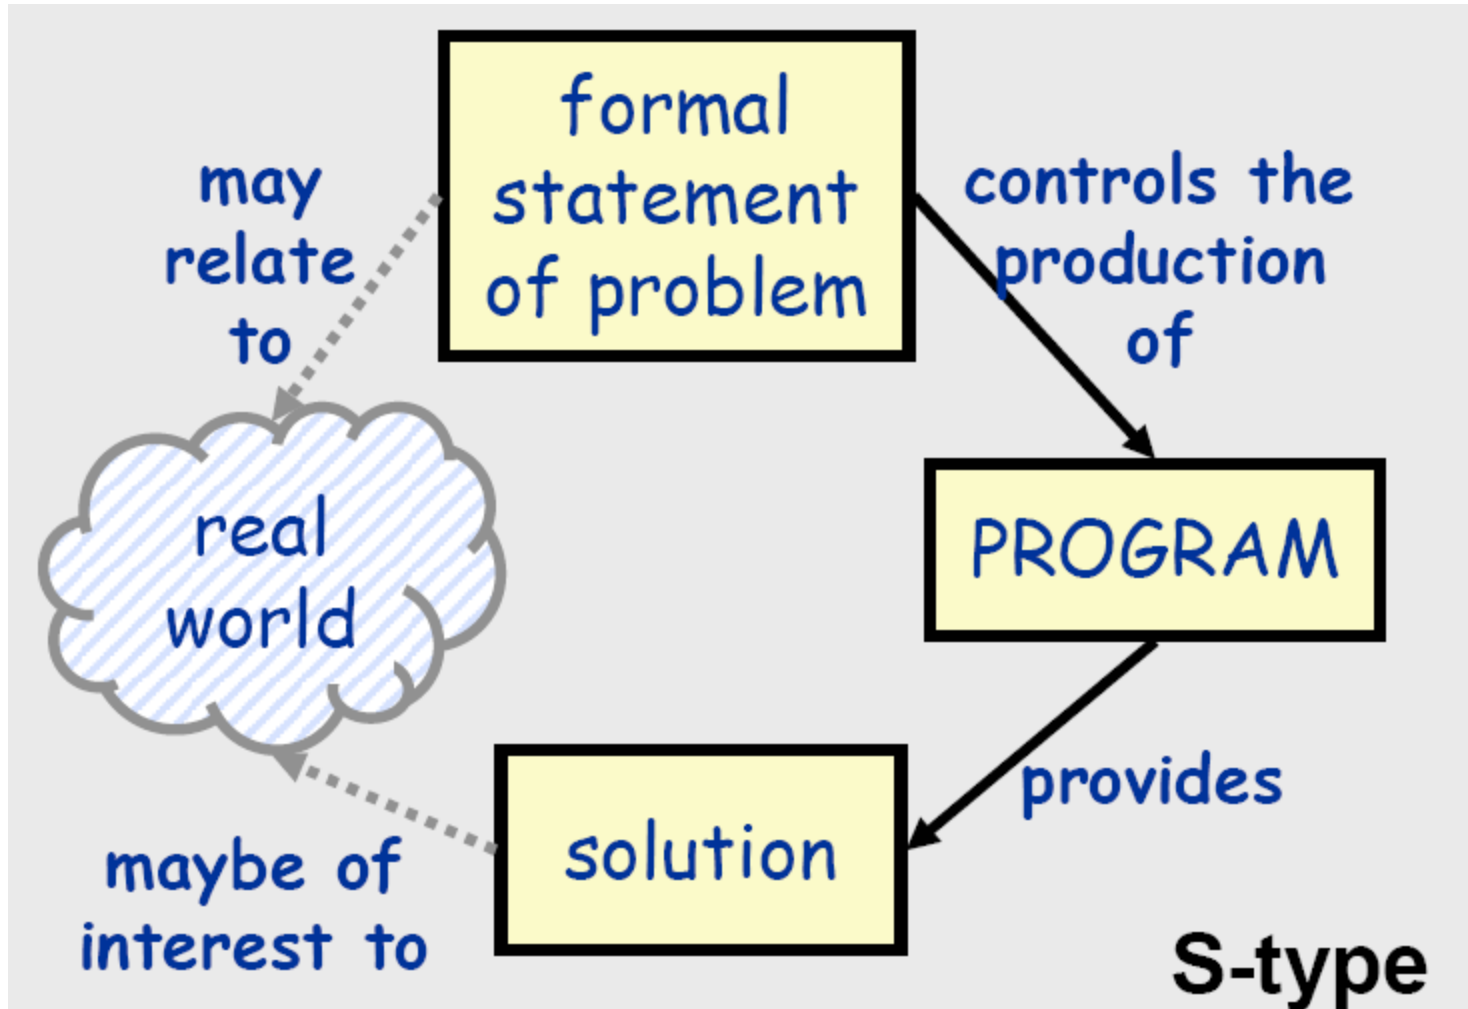 formal
statement
of problem
may
relate
to
controls the
production
of
real
world
PROGRAM
provides
solution
maybe of
interest to
S-type